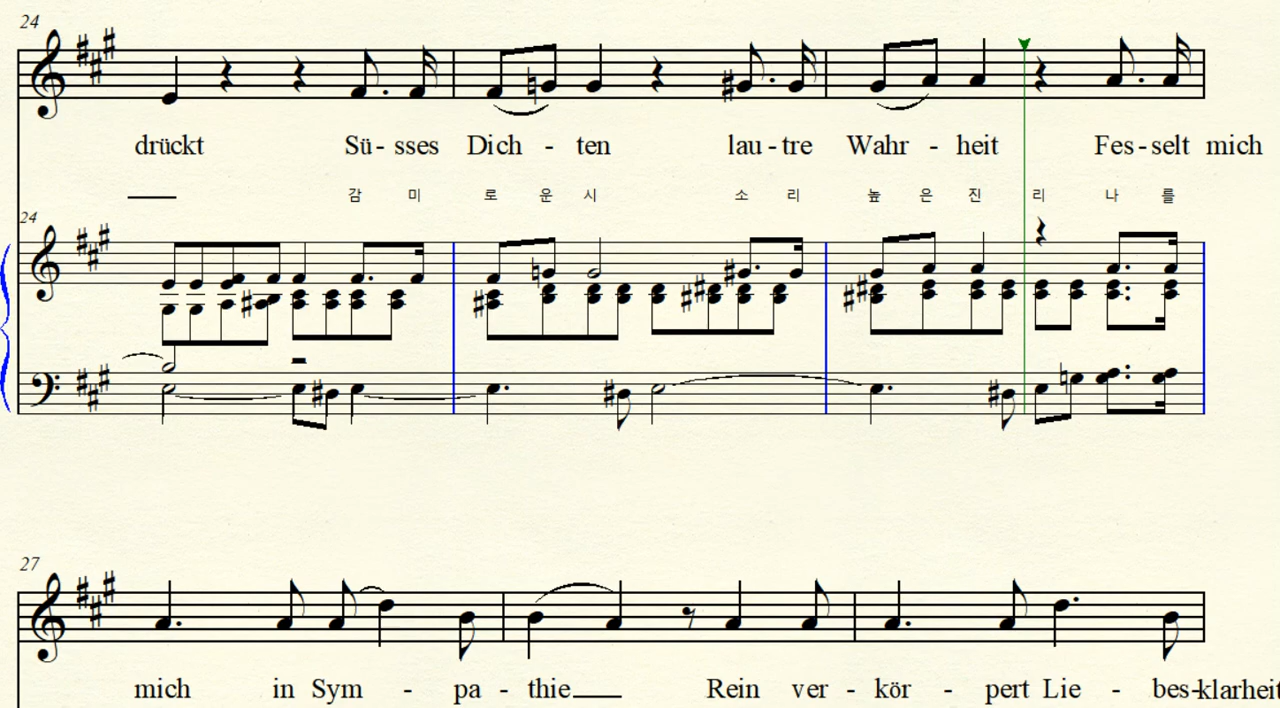 24
drückt Sü - sses Dich - ten lau - tre Wahr - heit Fes - selt mich
감 미 로 운 시 소 리 높 은 진 리 나 를
24
27
mich in Sym - pa - thie Rein ver - kör - pert Lie - bes-klarheit